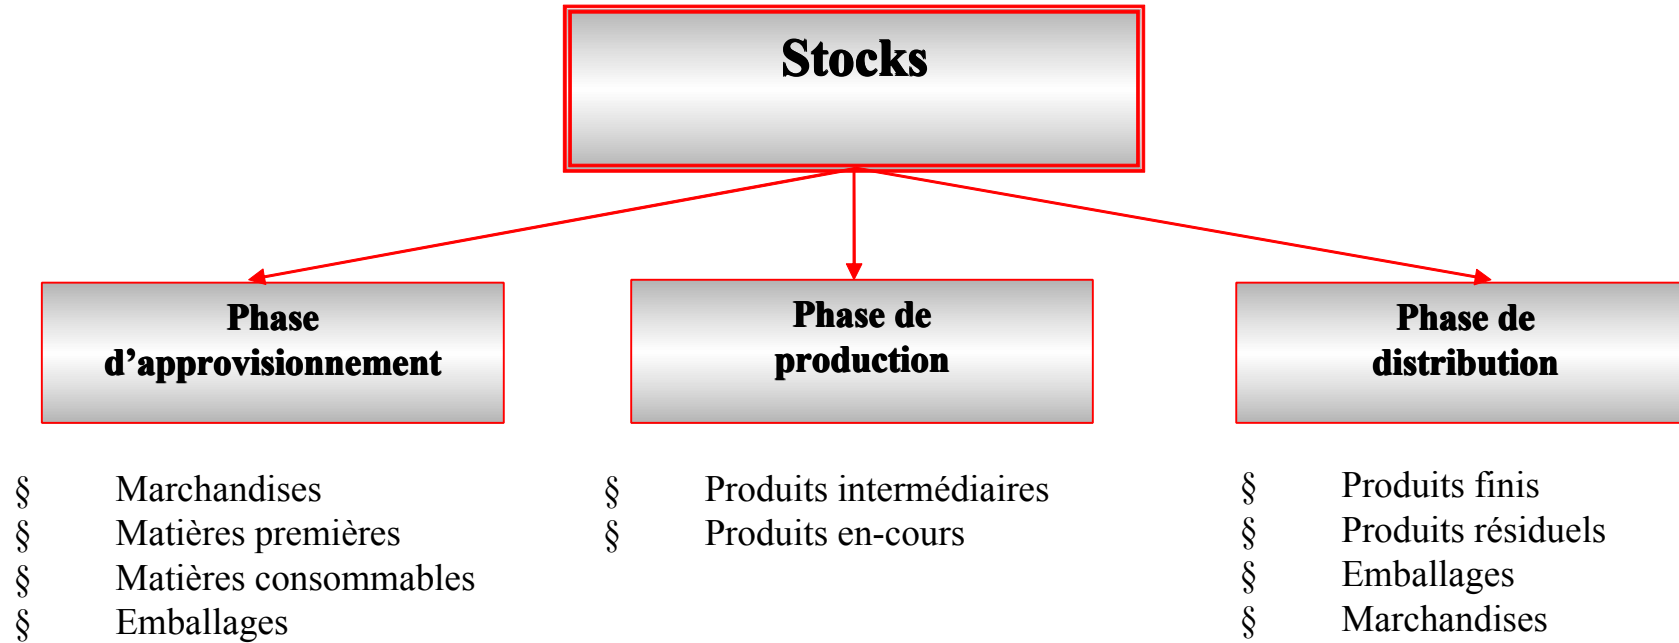 Stocks
Phase
d’approvisionnement
Phase de
production
Phase de
distribution
§ Marchandises
§ Matières premières
§ Matières consommables
§ Emballages
§ Produits intermédiaires
§ Produits en-cours
§ Produits finis
§ Produits résiduels
§ Emballages
§ Marchandises